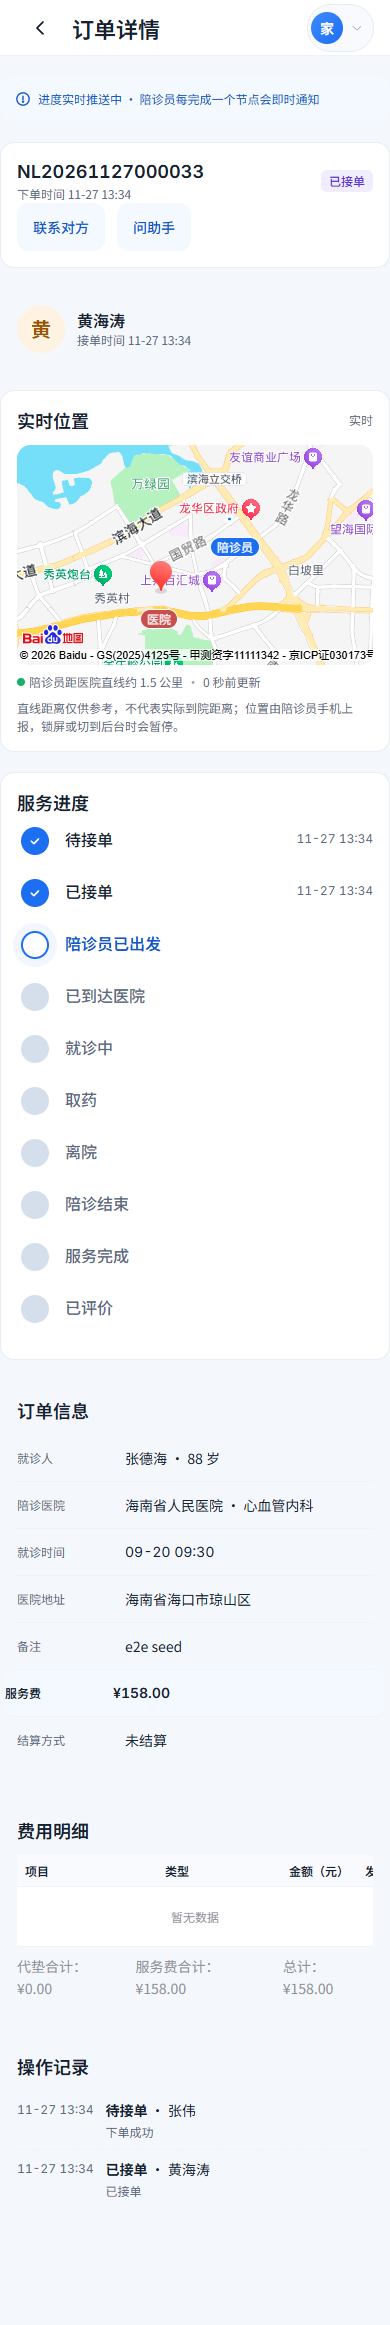 订单详情
家
进度实时推送中 · 陪诊员每完成一个节点会即时通知
NL20261127000033
下单时间 11-27 13:34
已接单
联系对方
问助手
黄
黄海涛
接单时间 11-27 13:34
实时位置
实时
友谊商业广场
万绿园
滨海立交桥
龙华区政府
龙华路
望海国际
滨海大道
国贸路
陪诊员
白坡里
大道
秀英炮台
秀英村
医院
Bai du 地图
© 2026 Baidu - GS(2025)4125号 - 甲测资字11111342 - 京ICP证030173号
陪诊员距医院直线约 1.5 公里 · 0 秒前更新
直线距离仅供参考，不代表实际到院距离；位置由陪诊员手机上
报，锁屏或切到后台时会暂停。
服务进度
待接单
11-27 13:34
已接单
11-27 13:34
陪诊员已出发
已到达医院
就诊中
取药
离院
陪诊结束
服务完成
已评价
订单信息
就诊人
张德海 · 88 岁
陪诊医院
海南省人民医院 · 心血管内科
就诊时间
09-20 09:30
医院地址
海南省海口市琼山区
备注
e2e seed
服务费
¥158.00
结算方式
未结算
费用明细
项目
类型
金额（元）
暂无数据
代垫合计：
¥0.00
服务费合计：
¥158.00
总计：
¥158.00
操作记录
11-27 13:34
待接单 · 张伟
下单成功
11-27 13:34
已接单 · 黄海涛
已接单